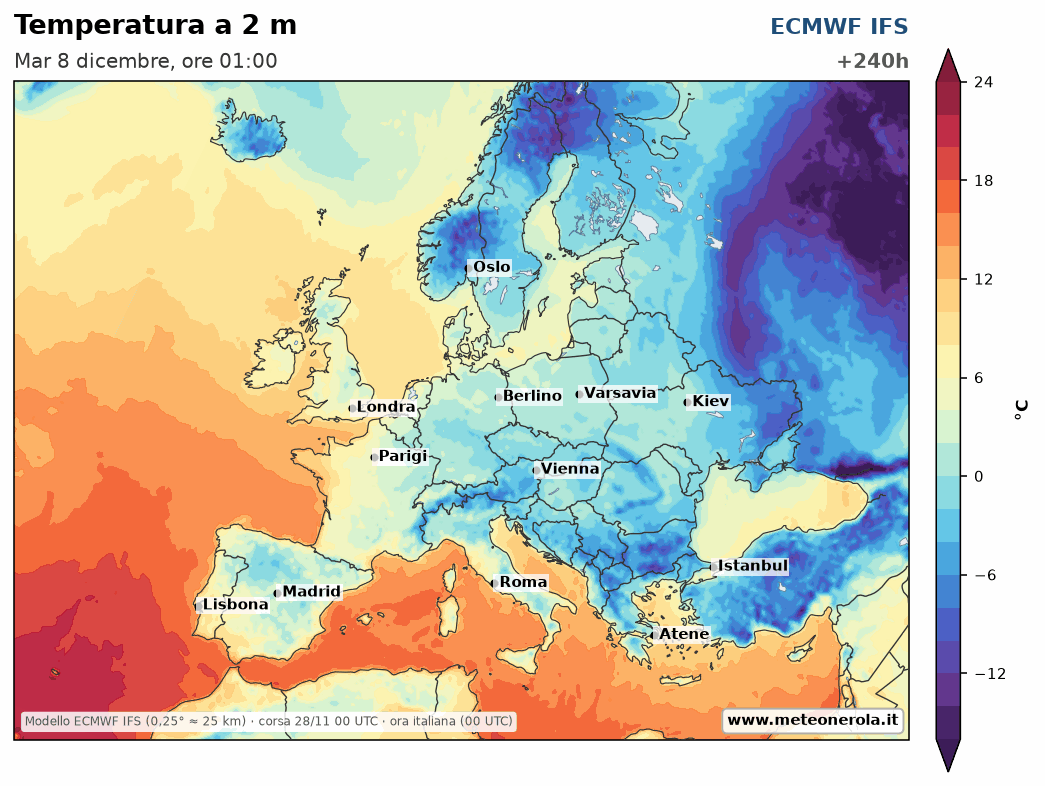 Temperatura a 2 m
ECMWF IFS
Mar 8 dicembre, ore 01:00
+240h
24
18
12
6
0
−6
−12
°C
Oslo
Londra
Berlino
Varsavia
Kiev
Parigi
Vienna
Istanbul
Roma
Madrid
Lisbona
Atene
Modello ECMWF IFS (0,25° ≈ 25 km) · corsa 28/11 00 UTC · ora italiana (00 UTC)
www.meteonerola.it